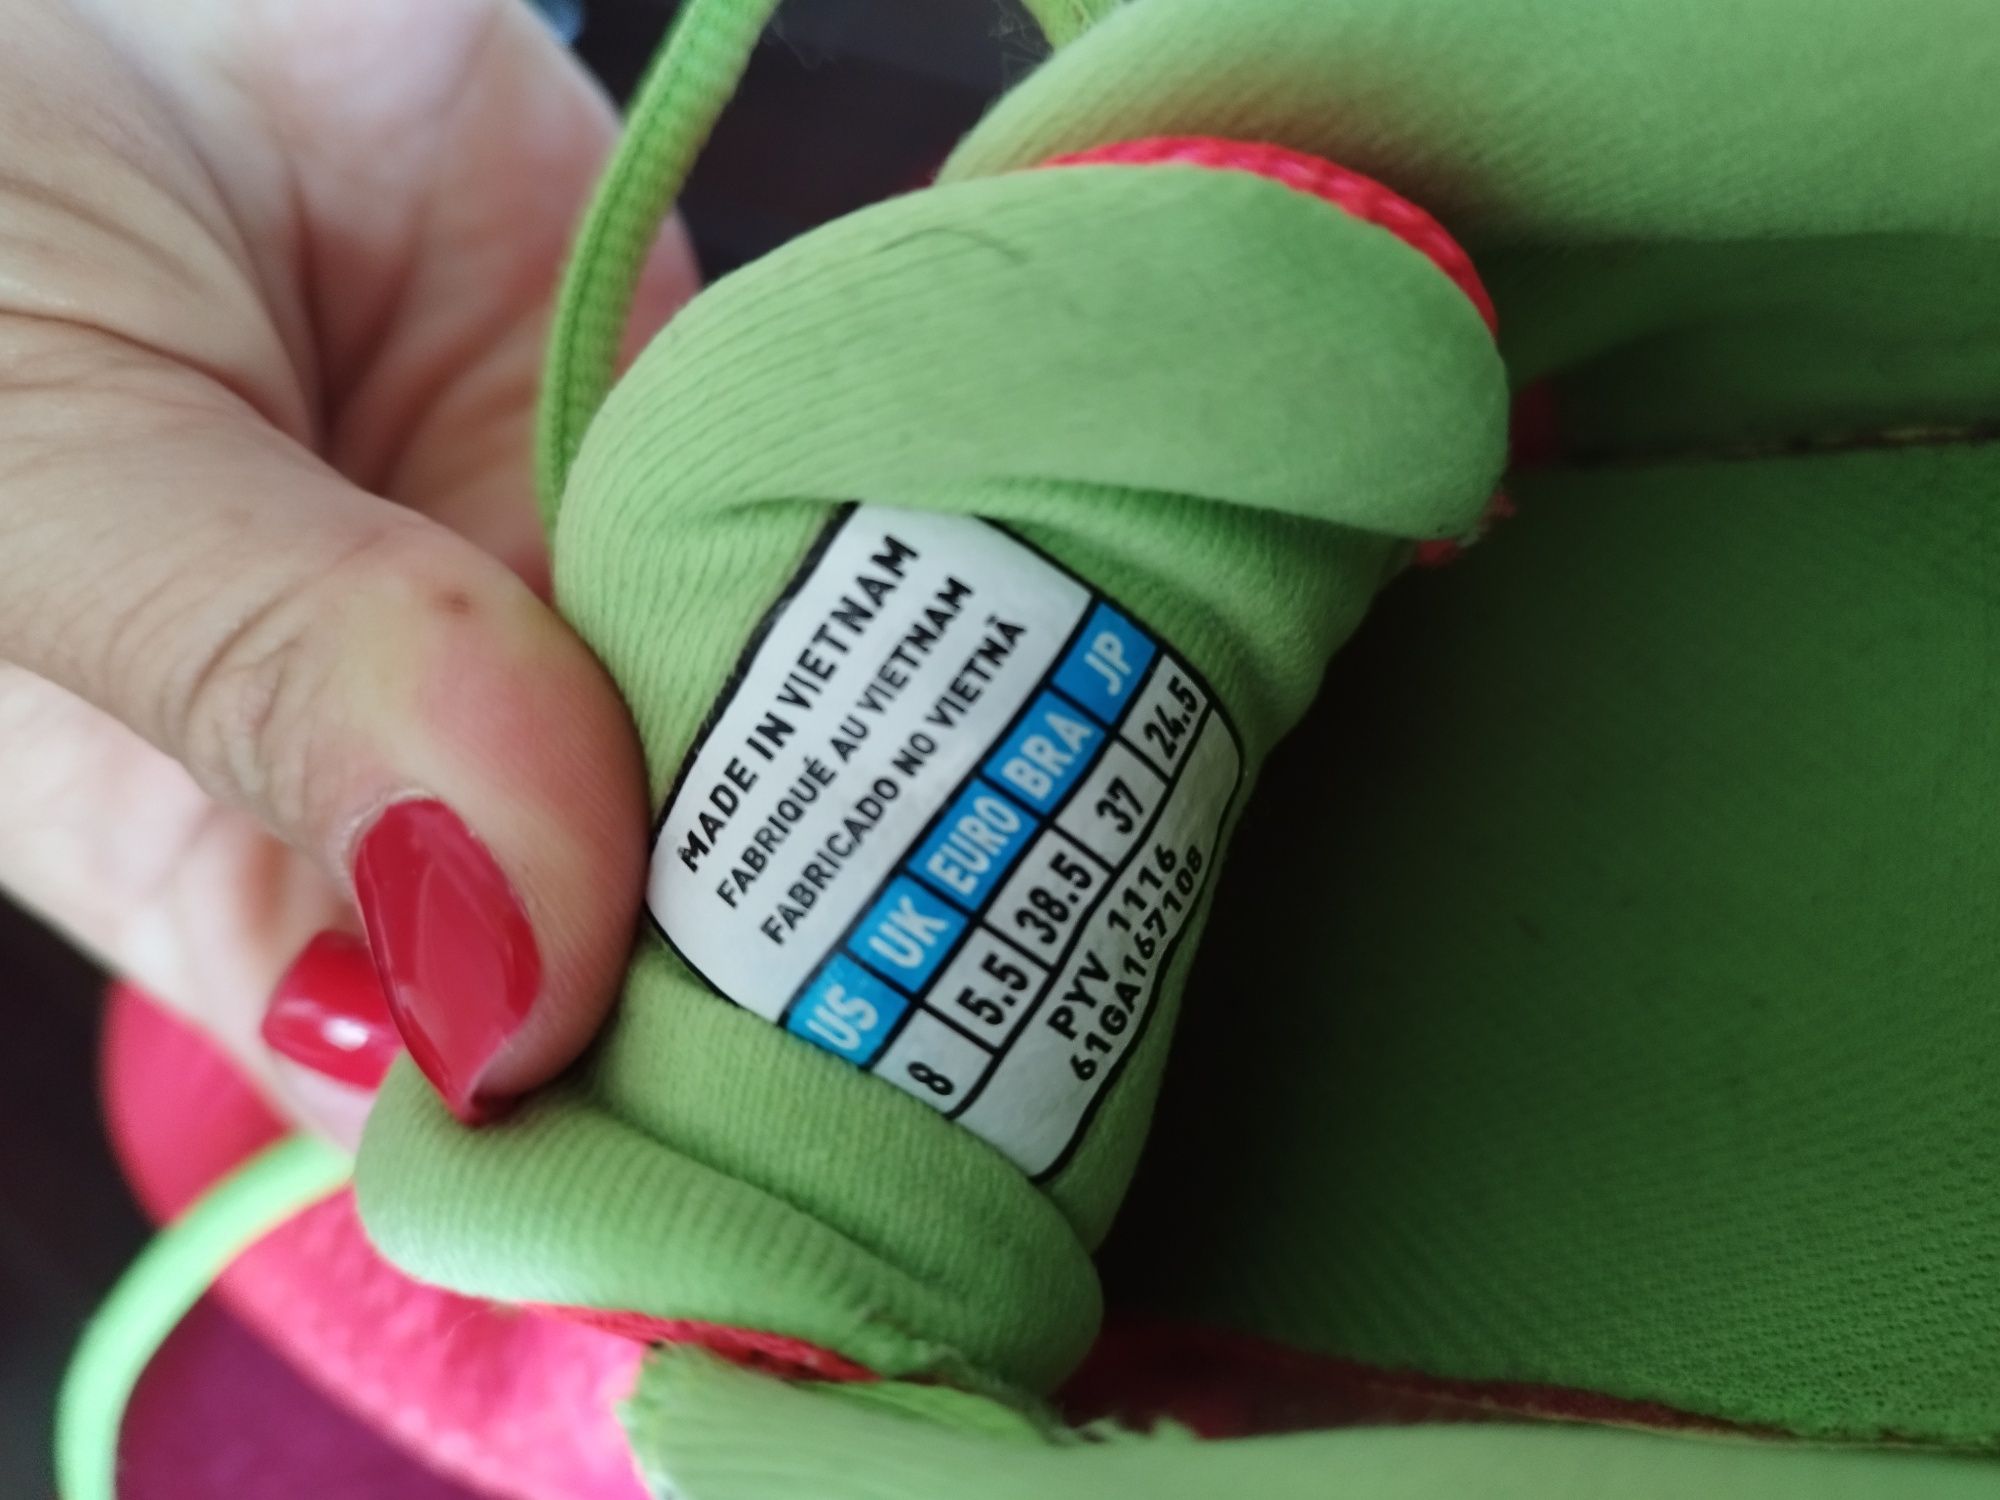 MADE IN VIETNAM
FABRIQUÉ AU VIETNAM
FABRICADO NO VIETNÃ
US UK EURO BRA JP
8 5.5 38.5 37 24.5
PYV 1116
61GA167108